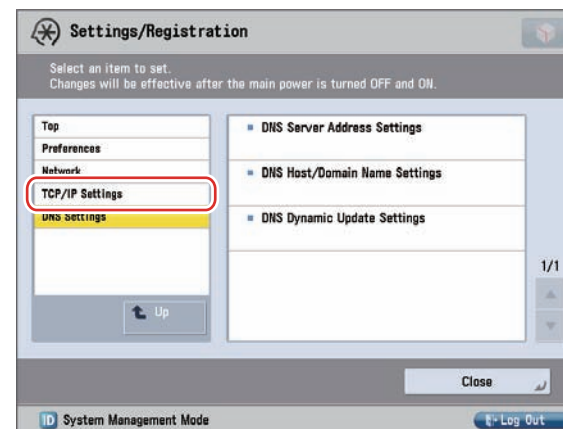 Settings/Registration
Select an item to set.
Changes will be effective after the main power is turned OFF and ON.
Top
Preferences
Network
TCP/IP Settings
DNS Settings
Up
DNS Server Address Settings
DNS Host/Domain Name Settings
DNS Dynamic Update Settings
1/1
Close
ID System Management Mode
Log Out